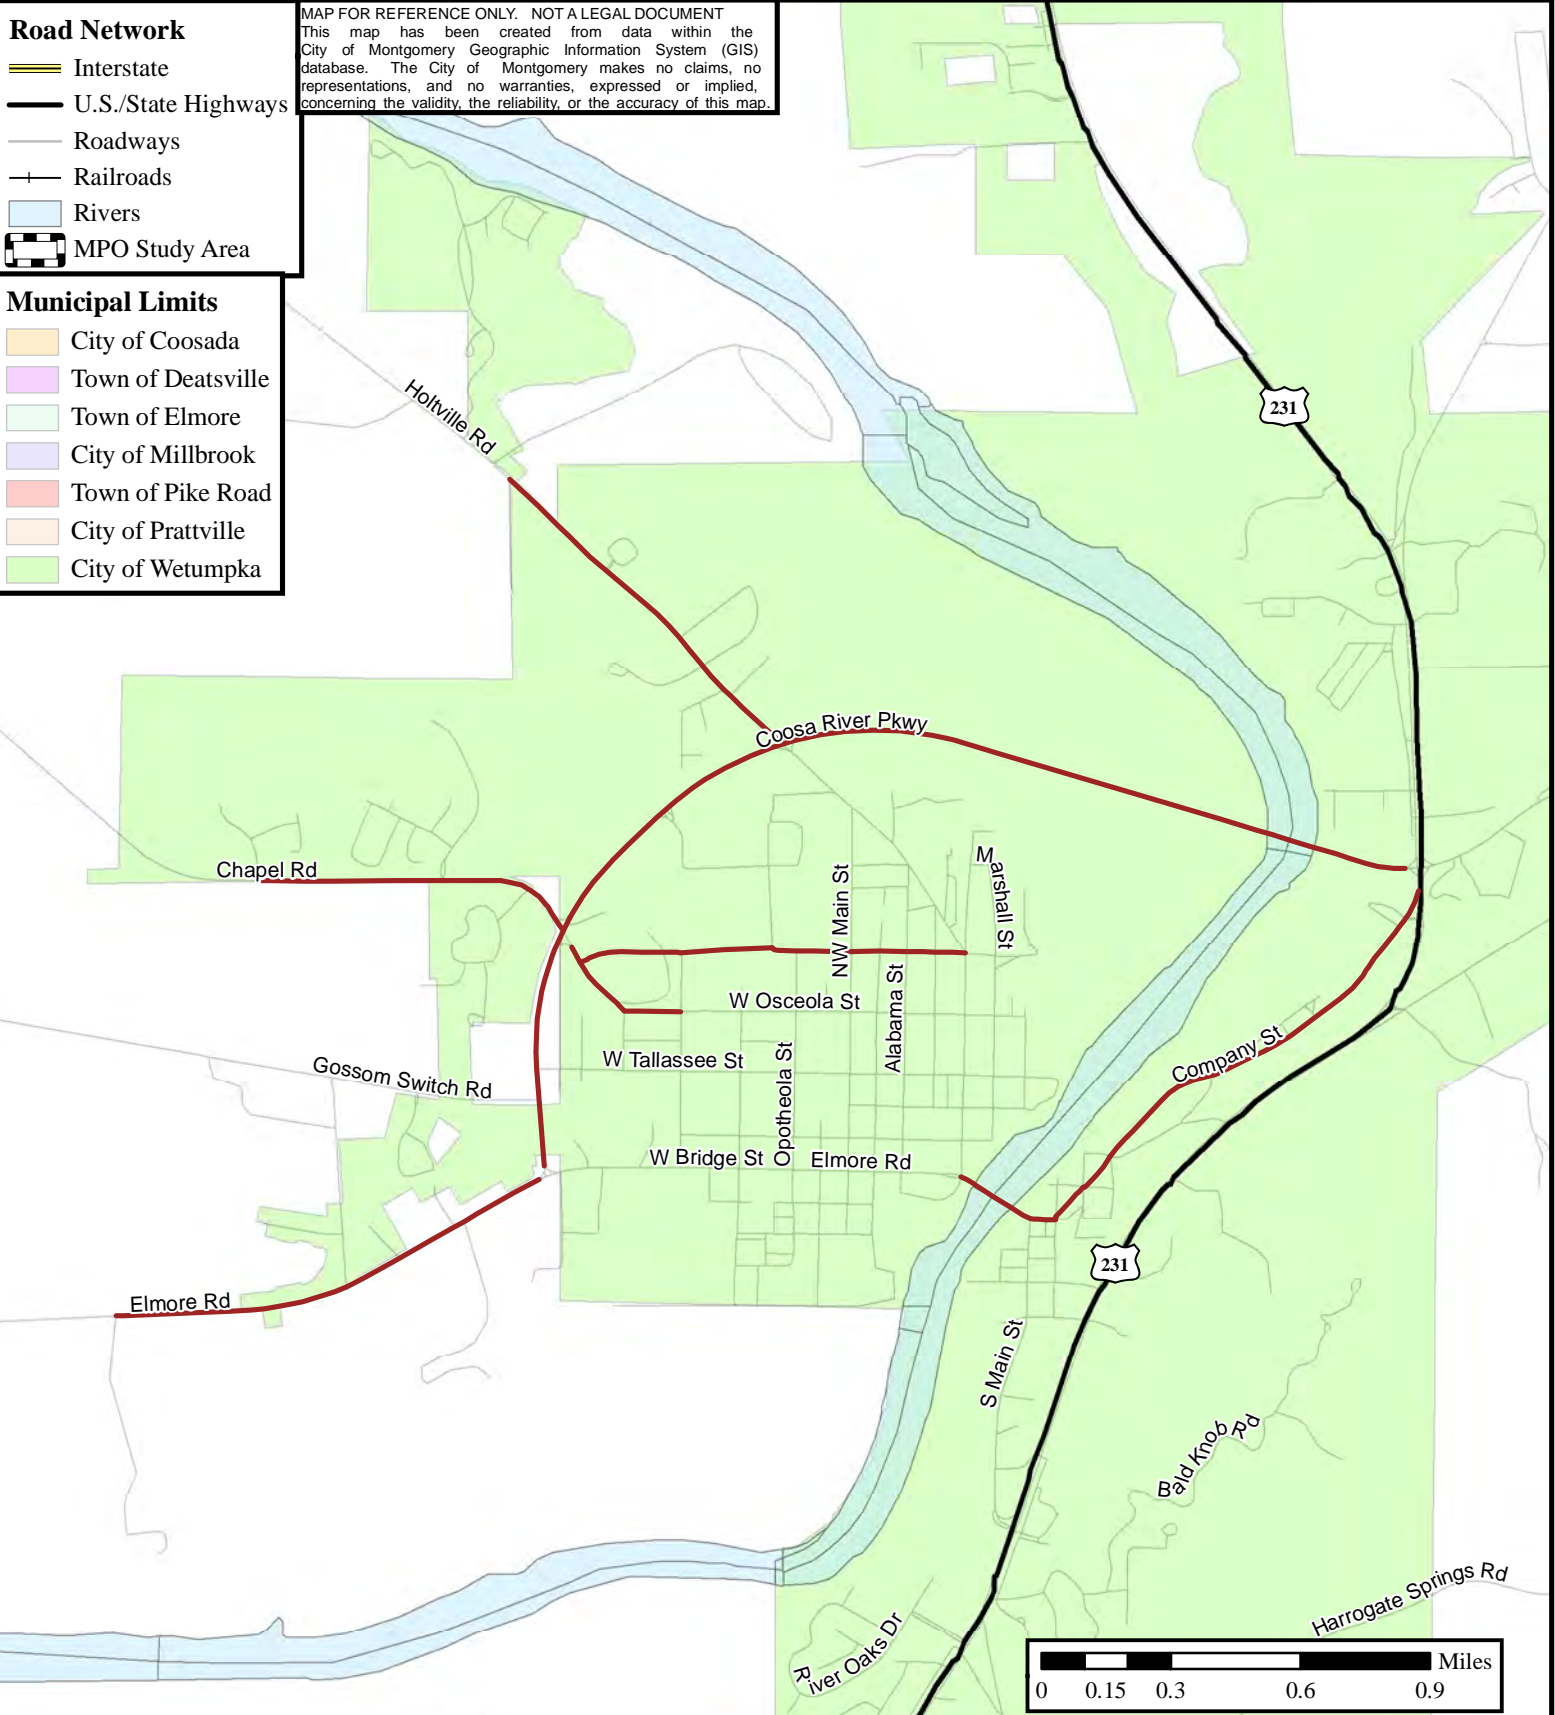 Road Network
Interstate
U.S./State Highways
Roadways
Railroads
Rivers
MPO Study Area
Municipal Limits
City of Coosada
Town of Deatsville
Town of Elmore
City of Millbrook
Town of Pike Road
City of Prattville
City of Wetumpka
MAP FOR REFERENCE ONLY. NOT A LEGAL DOCUMENT
This map has been created from data within the
City of Montgomery Geographic Information System (GIS)
database. The City of Montgomery makes no claims, no
representations, and no warranties, expressed or implied,
concerning the validity, the reliability, or the accuracy of this map.
231
Holtville Rd
Coosa River Pkwy
Chapel Rd
NW Main St
Marshall St
W Osceola St
Alabama St
W Tallassee St
Opotheola St
Gossom Switch Rd
Company St
W Bridge St
Elmore Rd
231
Elmore Rd
S Main St
Bald Knob Rd
Harrogate Springs Rd
River Oaks Dr
Miles
0 0.15 0.3 0.6 0.9